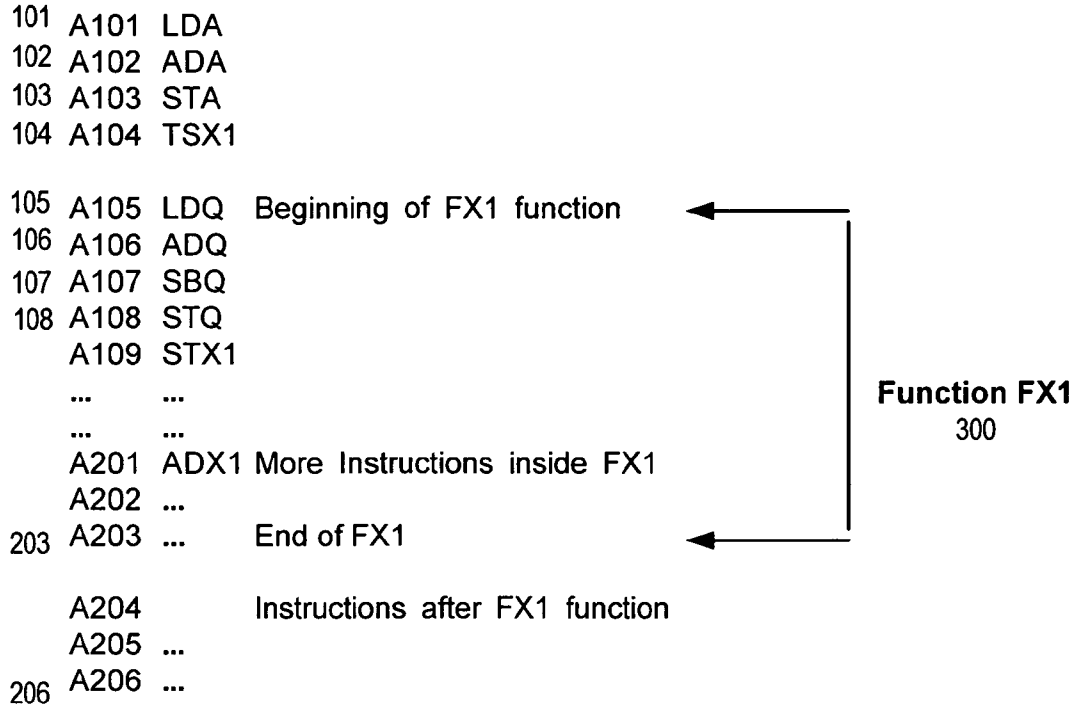 101 A101 LDA
102 A102 ADA
103 A103 STA
104 A104 TSX1
105 A105 LDQ Beginning of FX1 function
106 A106 ADQ
107 A107 SBQ
108 A108 STQ
A109 STX1
... ...
... ...
A201 ADX1 More Instructions inside FX1
A202 ...
203 A203 ... End of FX1
A204 Instructions after FX1 function
A205 ...
206 A206 ...
Function FX1
300